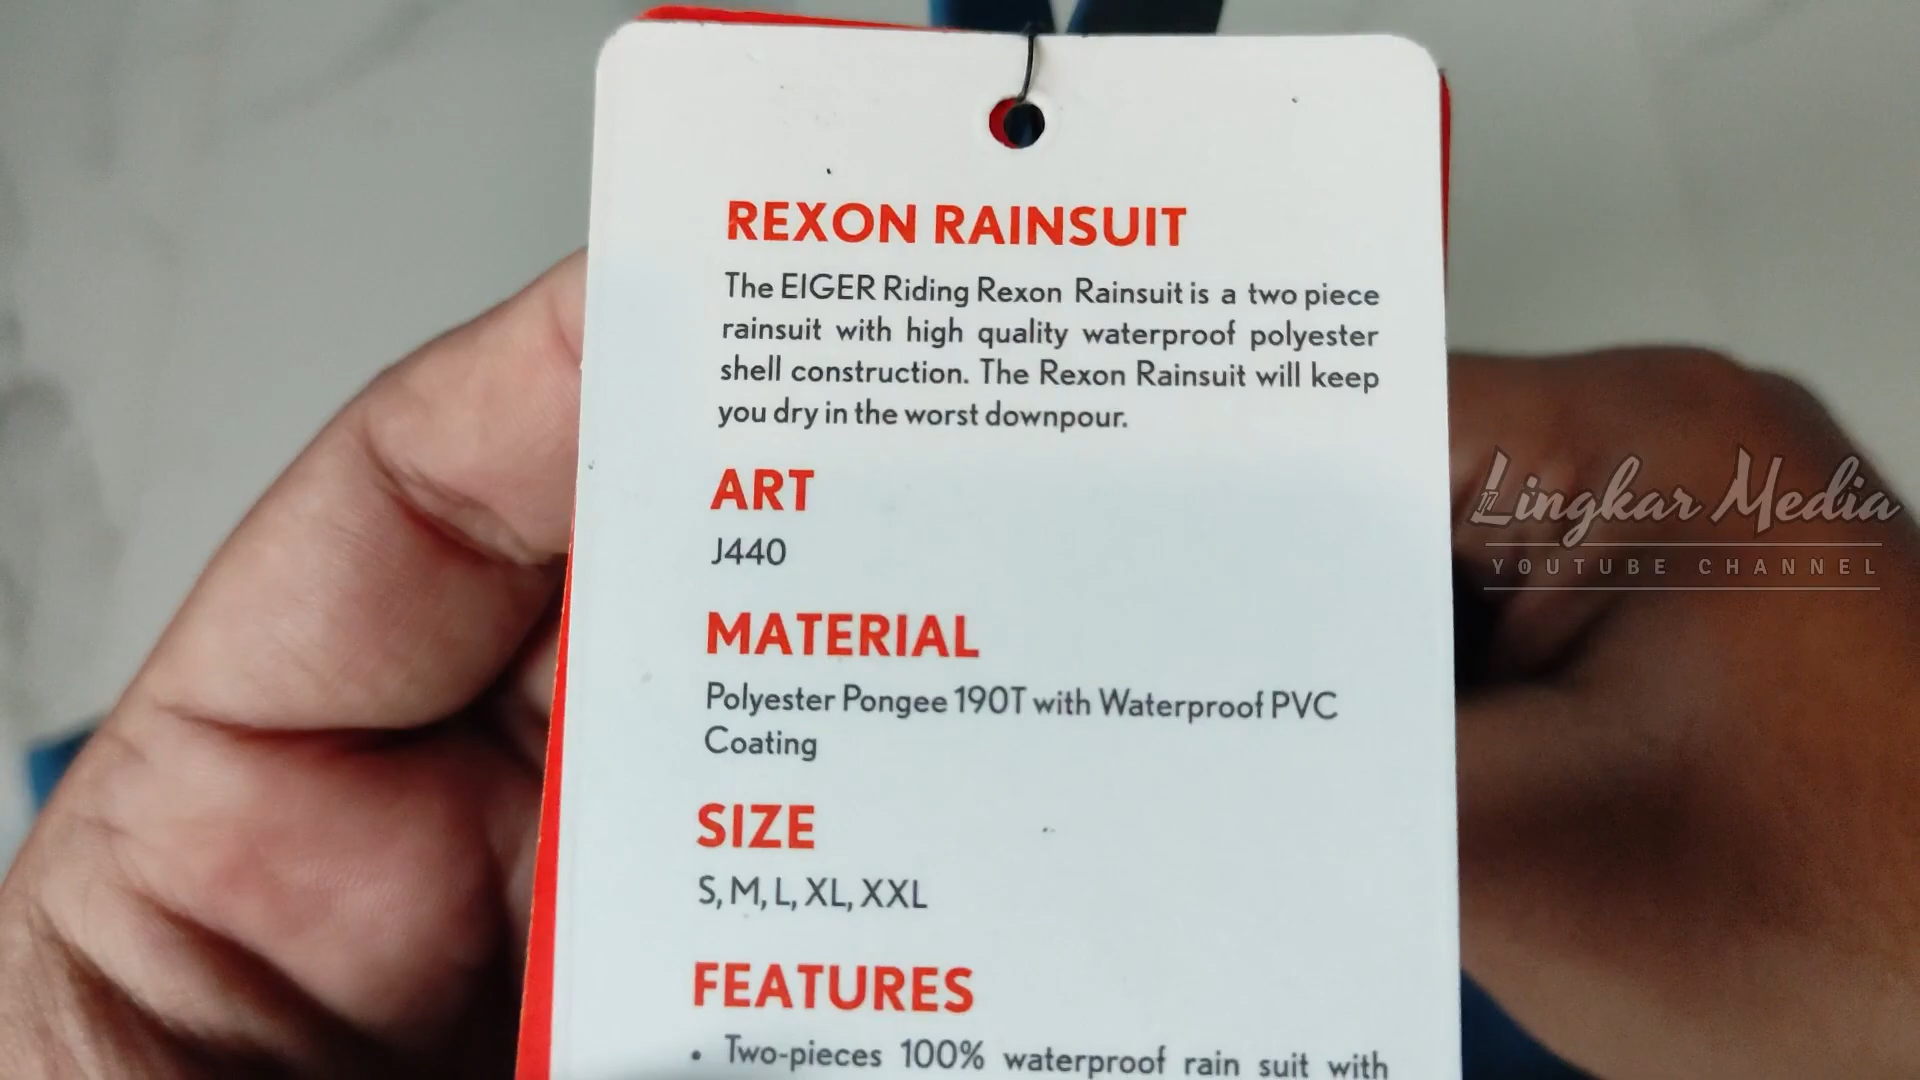 REXON RAINSUIT
The EIGER Riding Rexon Rainsuit is a two piece
rainsuit with high quality waterproof polyester
shell construction. The Rexon Rainsuit will keep
you dry in the worst downpour.
ART
J440
MATERIAL
Polyester Pongee 190T with Waterproof PVC
Coating
SIZE
S, M, L, XL, XXL
FEATURES
• Two-pieces 100% waterproof rain suit with
17 Lingkar Media
YOUTUBE CHANNEL